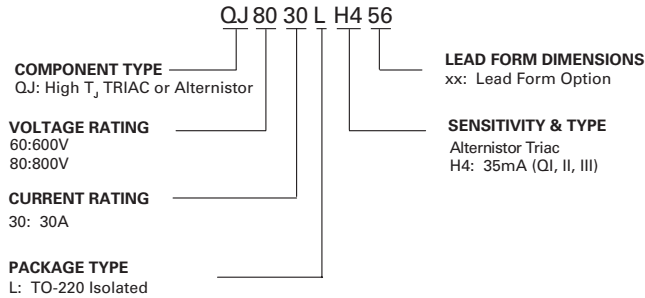 QJ 80 30 L H4 56
COMPONENT TYPE
QJ: High TJ TRIAC or Alternistor
VOLTAGE RATING
60:600V
80:800V
CURRENT RATING
30: 30A
PACKAGE TYPE
L: TO-220 Isolated
LEAD FORM DIMENSIONS
xx: Lead Form Option
SENSITIVITY & TYPE
Alternistor Triac
H4: 35mA (QI, II, III)